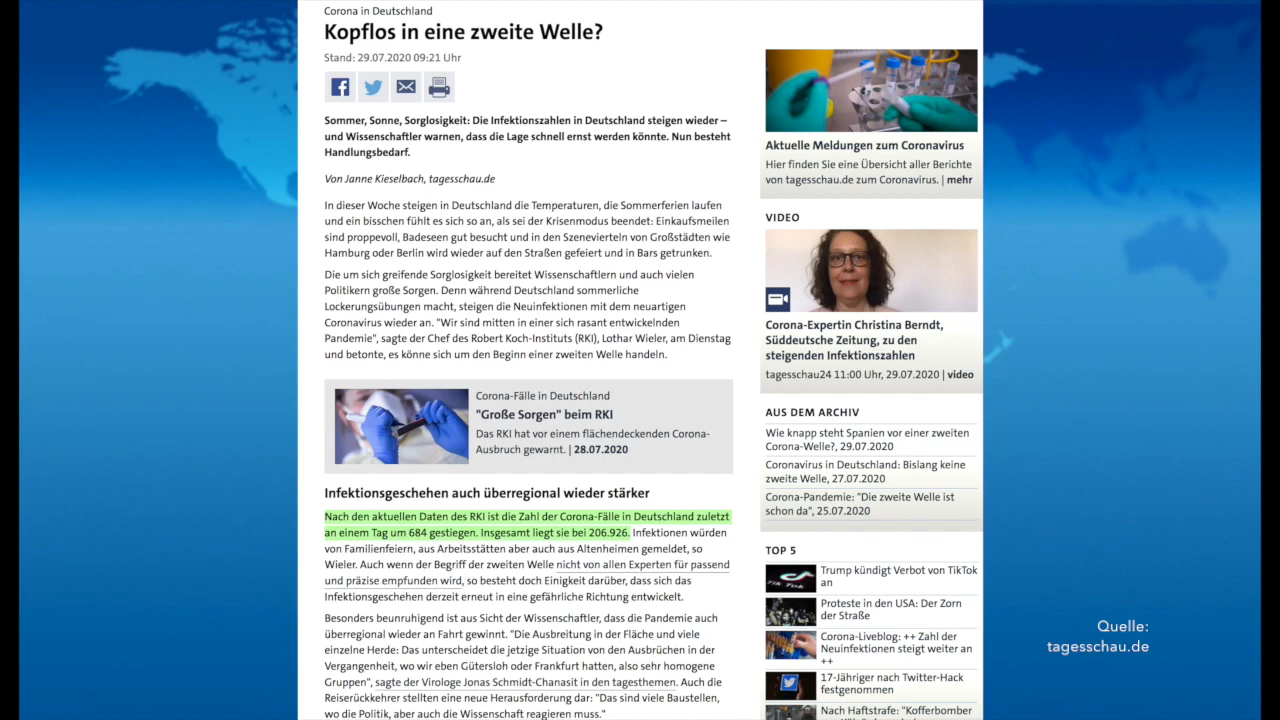 Corona in Deutschland
Kopflos in eine zweite Welle?
Stand: 29.07.2020 09:21 Uhr
Sommer, Sonne, Sorglosigkeit: Die Infektionszahlen in Deutschland steigen wieder –
und Wissenschaftler warnen, dass die Lage schnell ernst werden könnte. Nun besteht
Handlungsbedarf.
Von Janne Kieselbach, tagesschau.de
In dieser Woche steigen in Deutschland die Temperaturen, die Sommerferien laufen
und ein bisschen fühlt es sich so an, als sei der Krisenmodus beendet: Einkaufsmeilen
sind proppevoll, Badeseen gut besucht und in den Szenevierteln von Großstädten wie
Hamburg oder Berlin wird wieder auf den Straßen gefeiert und in Bars getrunken.
Die um sich greifende Sorglosigkeit bereitet Wissenschaftlern und auch vielen
Politikern große Sorgen. Denn während Deutschland sommerliche
Lockerungsübungen macht, steigen die Neuinfektionen mit dem neuartigen
Coronavirus wieder an. "Wir sind mitten in einer sich rasant entwickelnden
Pandemie", sagte der Chef des Robert Koch-Instituts (RKI), Lothar Wieler, am Dienstag
und betonte, es könne sich um den Beginn einer zweiten Welle handeln.
Corona-Fälle in Deutschland
"Große Sorgen" beim RKI
Das RKI hat vor einem flächendeckenden Corona-
Ausbruch gewarnt. | 28.07.2020
Infektionsgeschehen auch überregional wieder stärker
Nach den aktuellen Daten des RKI ist die Zahl der Corona-Fälle in Deutschland zuletzt
an einem Tag um 684 gestiegen. Insgesamt liegt sie bei 206.926. Infektionen würden
von Familienfeiern, aus Arbeitsstätten aber auch aus Altenheimen gemeldet, so
Wieler. Auch wenn der Begriff der zweiten Welle nicht von allen Experten für passend
und präzise empfunden wird, so besteht doch Einigkeit darüber, dass sich das
Infektionsgeschehen derzeit erneut in eine gefährliche Richtung entwickelt.
Besonders beunruhigend ist aus Sicht der Wissenschaftler, dass die Pandemie auch
überregional wieder an Fahrt gewinnt. "Die Ausbreitung in der Fläche und viele
einzelne Herde: Das unterscheidet die jetzige Situation von den Ausbrüchen in der
Vergangenheit, wo wir eben Gütersloh oder Frankfurt hatten, also sehr homogene
Gruppen", sagte der Virologe Jonas Schmidt-Chanasit in den tagesthemen. Auch die
Reiserückkehrer stellten eine neue Herausforderung dar: "Das sind viele Baustellen,
wo die Politik, aber auch die Wissenschaft reagieren muss."
Aktuelle Meldungen zum Coronavirus
Hier finden Sie eine Übersicht aller Berichte
von tagesschau.de zum Coronavirus. | mehr
VIDEO
Corona-Expertin Christina Berndt,
Süddeutsche Zeitung, zu den
steigenden Infektionszahlen
tagesschau24 11:00 Uhr, 29.07.2020 | video
AUS DEM ARCHIV
Wie knapp steht Spanien vor einer zweiten
Corona-Welle?, 29.07.2020
Coronavirus in Deutschland: Bislang keine
zweite Welle, 27.07.2020
Corona-Pandemie: "Die zweite Welle ist
schon da", 25.07.2020
TOP 5
TikTok
Trump kündigt Verbot von TikTok
an
Proteste in den USA: Der Zorn
der Straße
Corona-Liveblog: ++ Zahl der
Neuinfektionen steigt weiter an
++
17-Jähriger nach Twitter-Hack
festgenommen
Nach Haftstrafe: "Kofferbomber
Quelle:
tagesschau.de